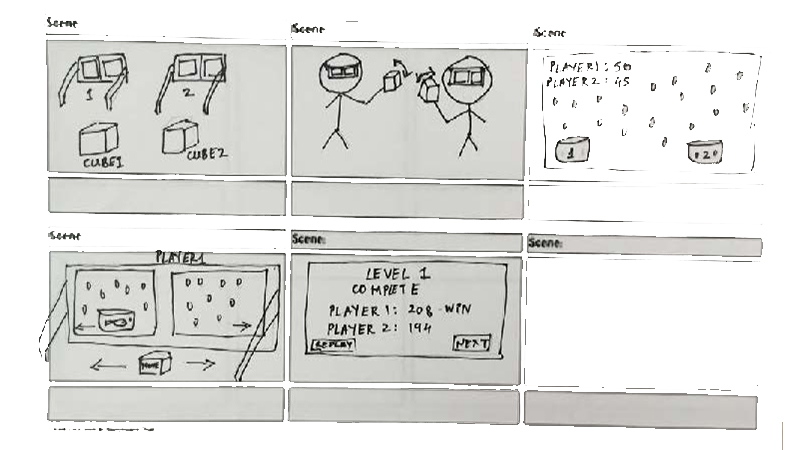 Scene
1
2
CUBE1
CUBE2
Scene
Scene
PLAYER1: 50
PLAYER2: 45
1
2
Scene
PLAYER1
Scene:
LEVEL 1
COMPLETE
PLAYER 1: 208 - WIN
PLAYER 2: 194
REPLAY
NEXT
Scene: